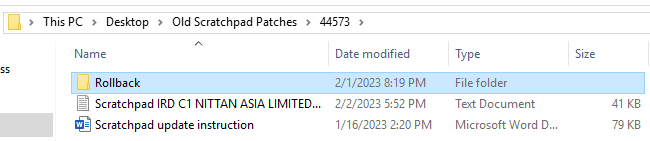 This PC > Desktop > Old Scratchpad Patches > 44573 >
Name Date modified Type Size
ss
Rollback 2/1/2023 8:19 PM File folder
Scratchpad IRD C1 NITTAN ASIA LIMITED... 2/2/2023 5:52 PM Text Document 41 KB
Scratchpad update instruction 1/16/2023 2:20 PM Microsoft Word D... 79 KB